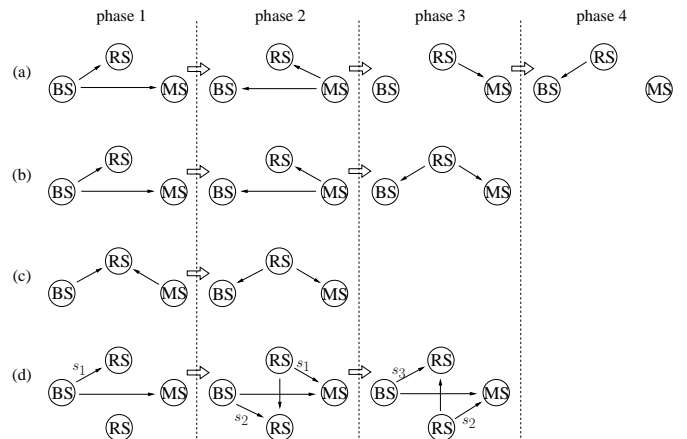 phase 1 phase 2 phase 3 phase 4
(a) RS RS RS RS
BS MS BS MS BS MS BS MS
(b) RS RS RS
BS MS BS MS BS MS
(c) RS RS
BS MS BS MS
(d) s1 RS RS s1 s3 RS
BS MS BS MS BS MS
RS s2 RS RS s2